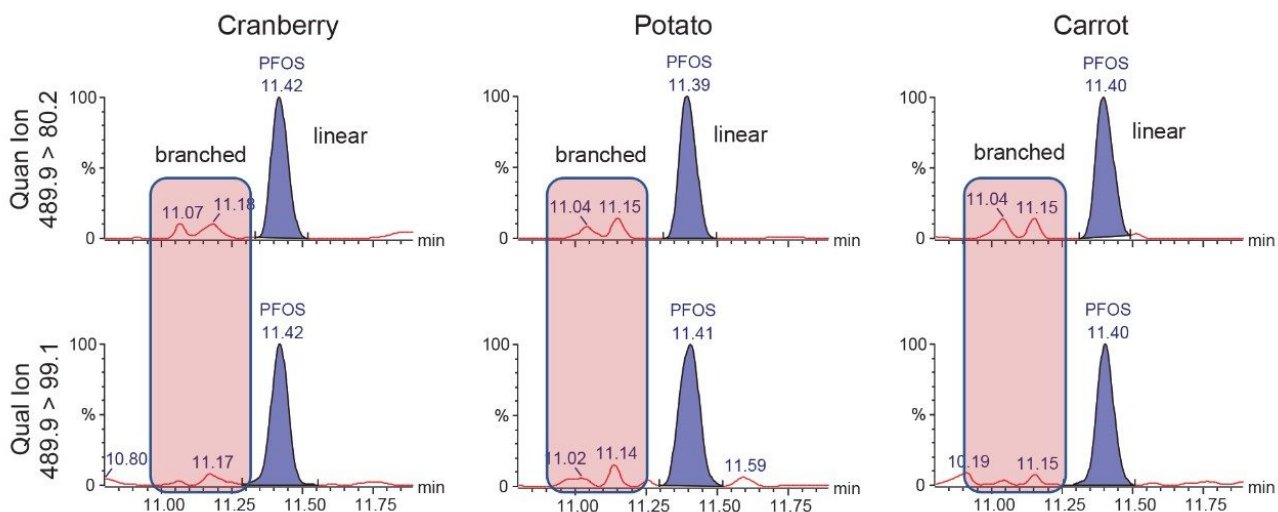 Cranberry
Potato
Carrot
Quan Ion
489.9 > 80.2
PFOS
11.42
100
%
0
branched
linear
11.07
11.18
min
PFOS
11.39
100
%
0
branched
linear
11.04
11.15
min
PFOS
11.40
100
%
0
branched
linear
11.04
11.15
min
Qual Ion
489.9 > 99.1
PFOS
11.42
100
%
0
10.80
11.17
min
11.00 11.25 11.50 11.75
PFOS
11.41
100
%
0
11.02
11.14
11.59
min
11.00 11.25 11.50 11.75
PFOS
11.40
100
%
0
10.19
11.15
min
11.00 11.25 11.50 11.75